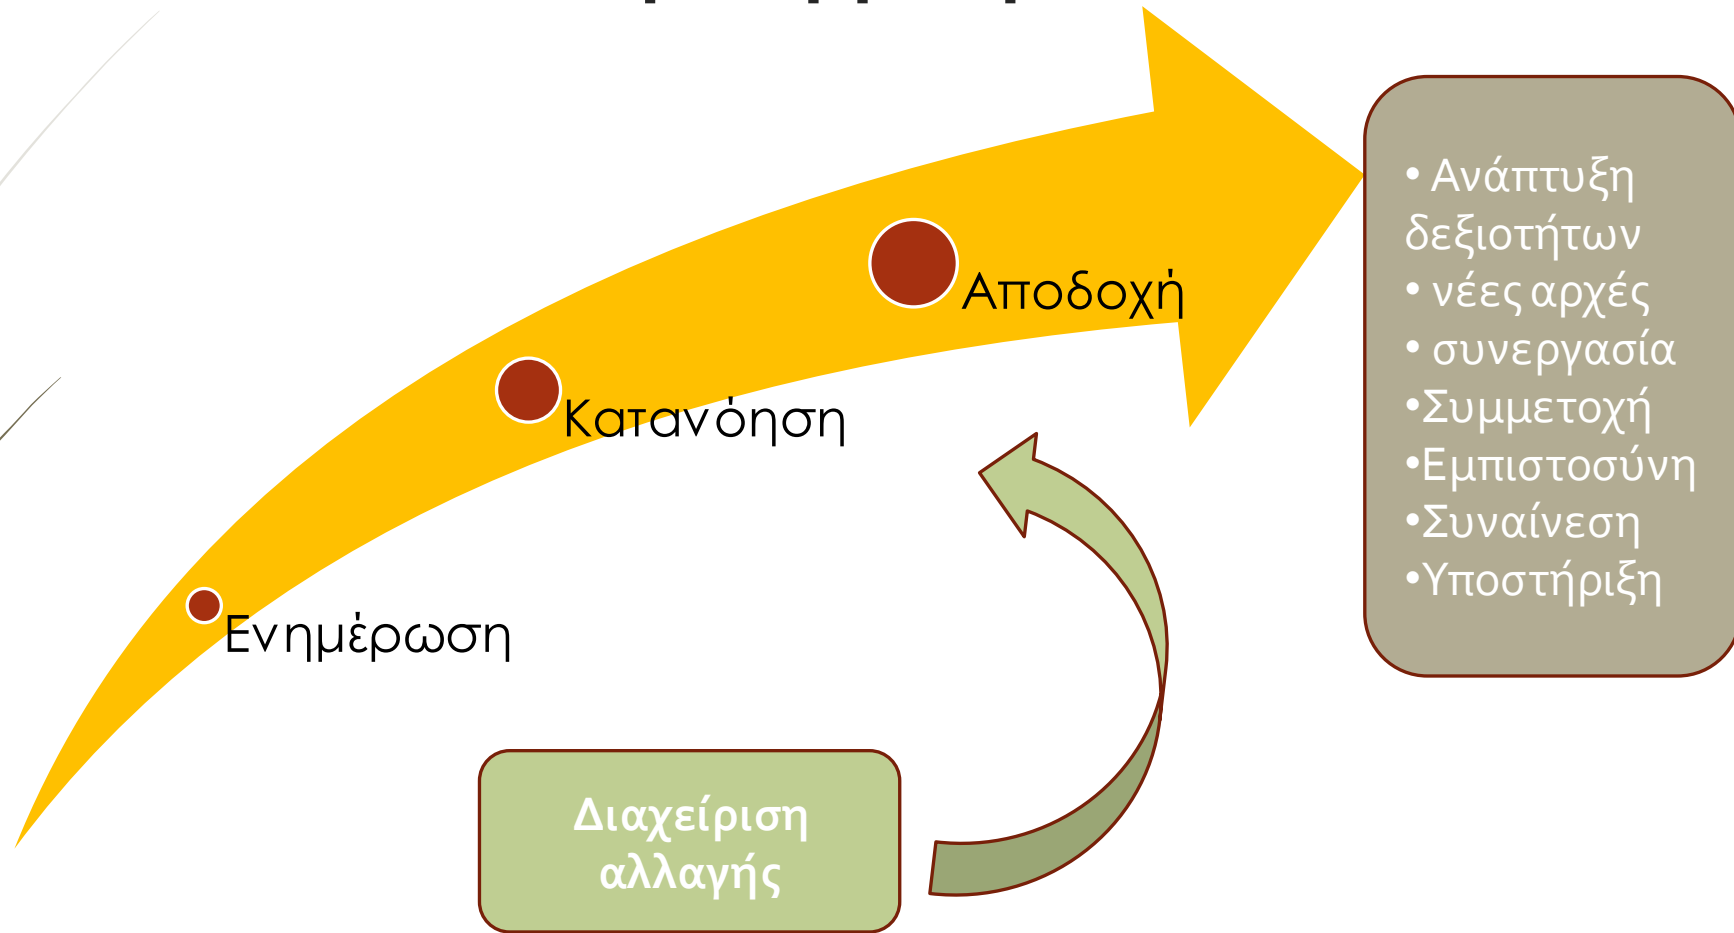 Αποδοχή
Κατανόηση
Ενημέρωση
• Ανάπτυξη
δεξιοτήτων
• νέες αρχές
• συνεργασία
•Συμμετοχή
•Εμπιστοσύνη
•Συναίνεση
•Υποστήριξη
Διαχείριση
αλλαγής